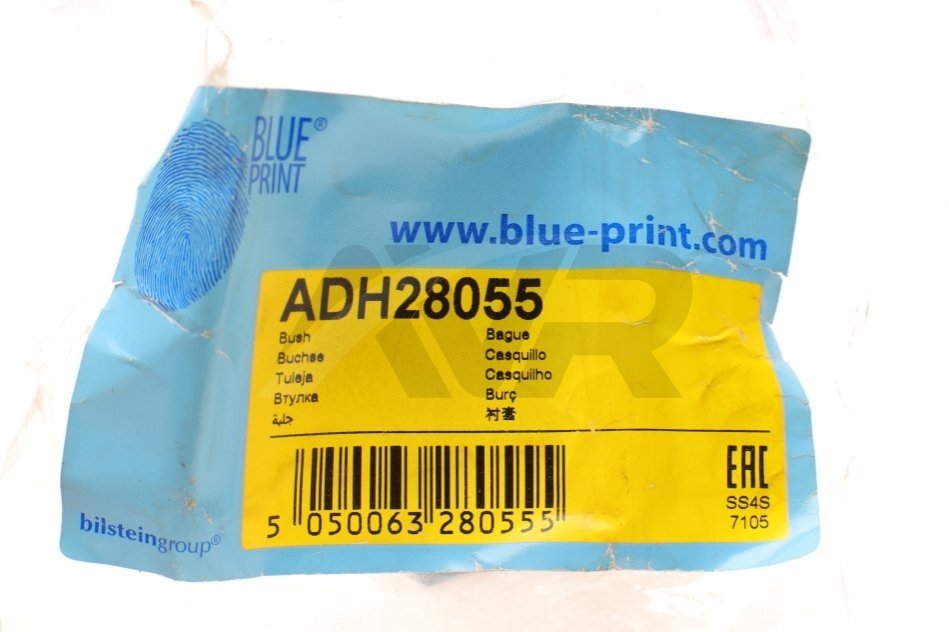 BLUE®
PRINT
www.blue-print.com
ADH28055
Bush
Buchse
Tuleja
Втулка
جلبة
Bague
Casquillo
Casquilho
Burç
衬套
EAC
SS4S
7105
5 050063 280555
bilsteingroup®
AVR